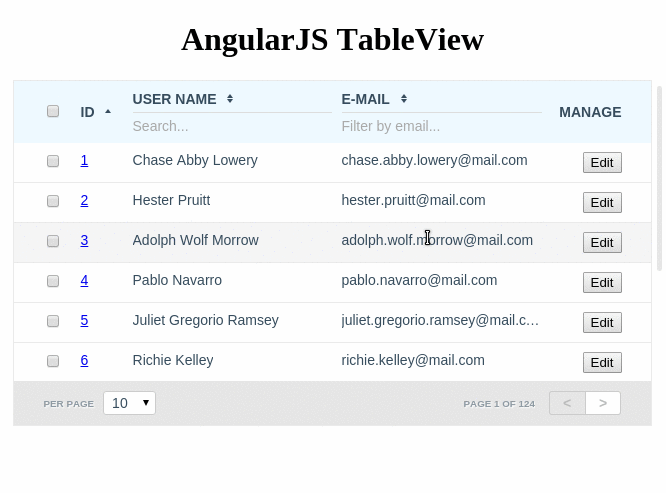 AngularJS TableView
ID USER NAME E-MAIL MANAGE
Search... Filter by email...
1 Chase Abby Lowery chase.abby.lowery@mail.com Edit
2 Hester Pruitt hester.pruitt@mail.com Edit
3 Adolph Wolf Morrow adolph.wolf.morrow@mail.com Edit
4 Pablo Navarro pablo.navarro@mail.com Edit
5 Juliet Gregorio Ramsey juliet.gregorio.ramsey@mail.c... Edit
6 Richie Kelley richie.kelley@mail.com Edit
PER PAGE 10 PAGE 1 OF 124 < >